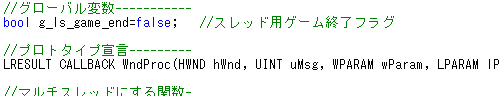 //グローバル変数-----------
bool g_ls_game_end=false;   //スレッド用ゲーム終了フラグ
//プロトタイプ宣言---------
LRESULT CALLBACK WndProc(HWND hWnd, UINT uMsg, WPARAM wParam, LPARAM lP
//マルチスレッドにする関数-